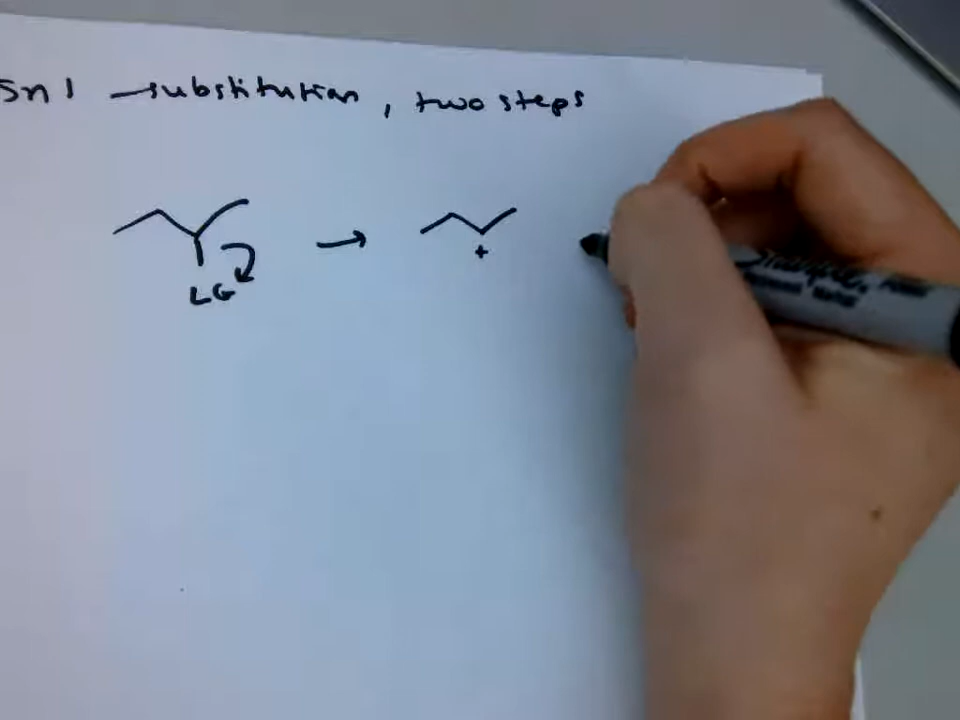 Sn1 – substitution, two steps
LG
+